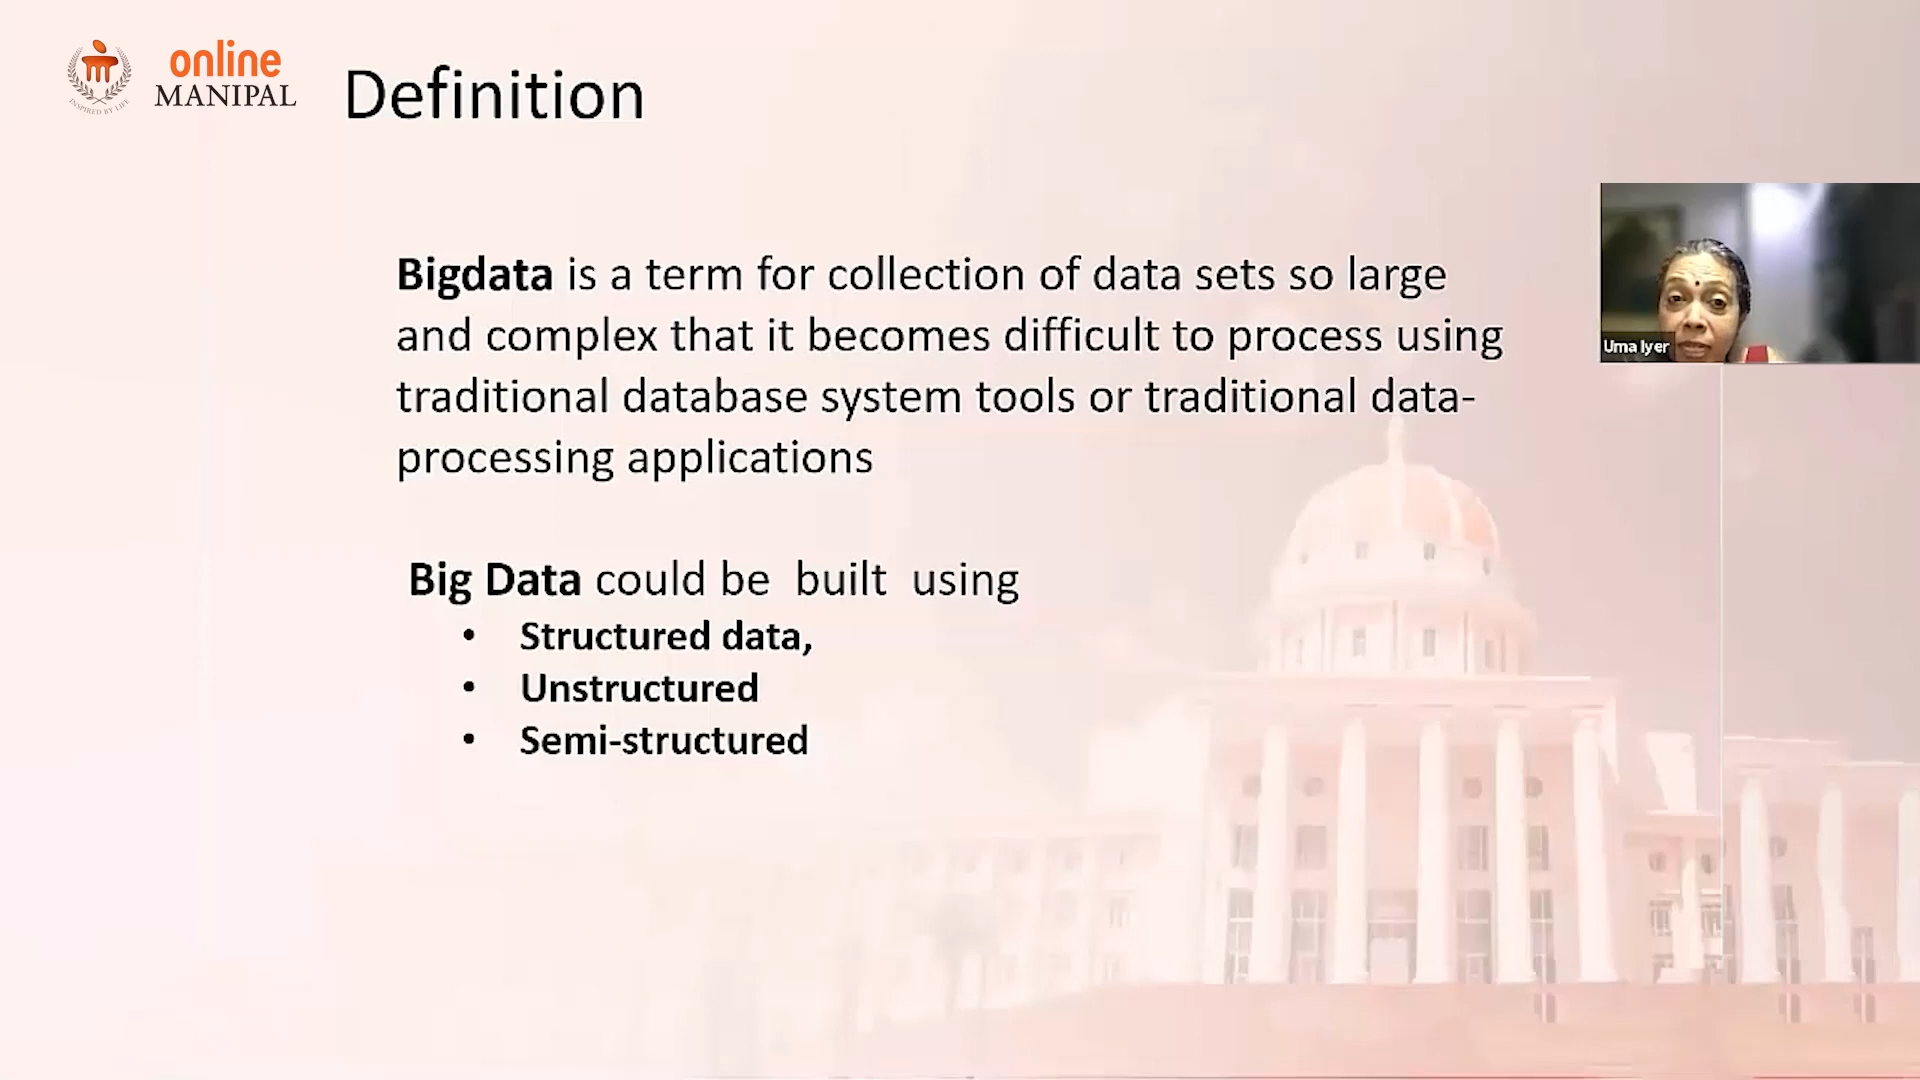 online
MANIPAL
INSPIRED BY LIFE
Definition
Bigdata is a term for collection of data sets so large
and complex that it becomes difficult to process using
traditional database system tools or traditional data-
processing applications
Uma Iyer
Big Data could be built using
• Structured data,
• Unstructured
• Semi-structured